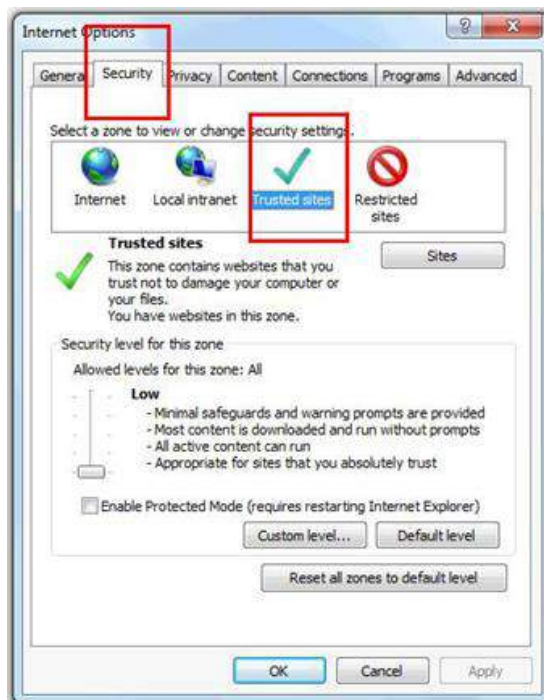 Internet Options
General Security Privacy Content Connections Programs Advanced
Select a zone to view or change security settings.
Internet Local intranet Trusted sites Restricted sites
Trusted sites
Sites
This zone contains websites that you
trust not to damage your computer or
your files.
You have websites in this zone.
Security level for this zone
Allowed levels for this zone: All
Low
- Minimal safeguards and warning prompts are provided
- Most content is downloaded and run without prompts
- All active content can run
- Appropriate for sites that you absolutely trust
Enable Protected Mode (requires restarting Internet Explorer)
Custom level... Default level
Reset all zones to default level
OK Cancel Apply